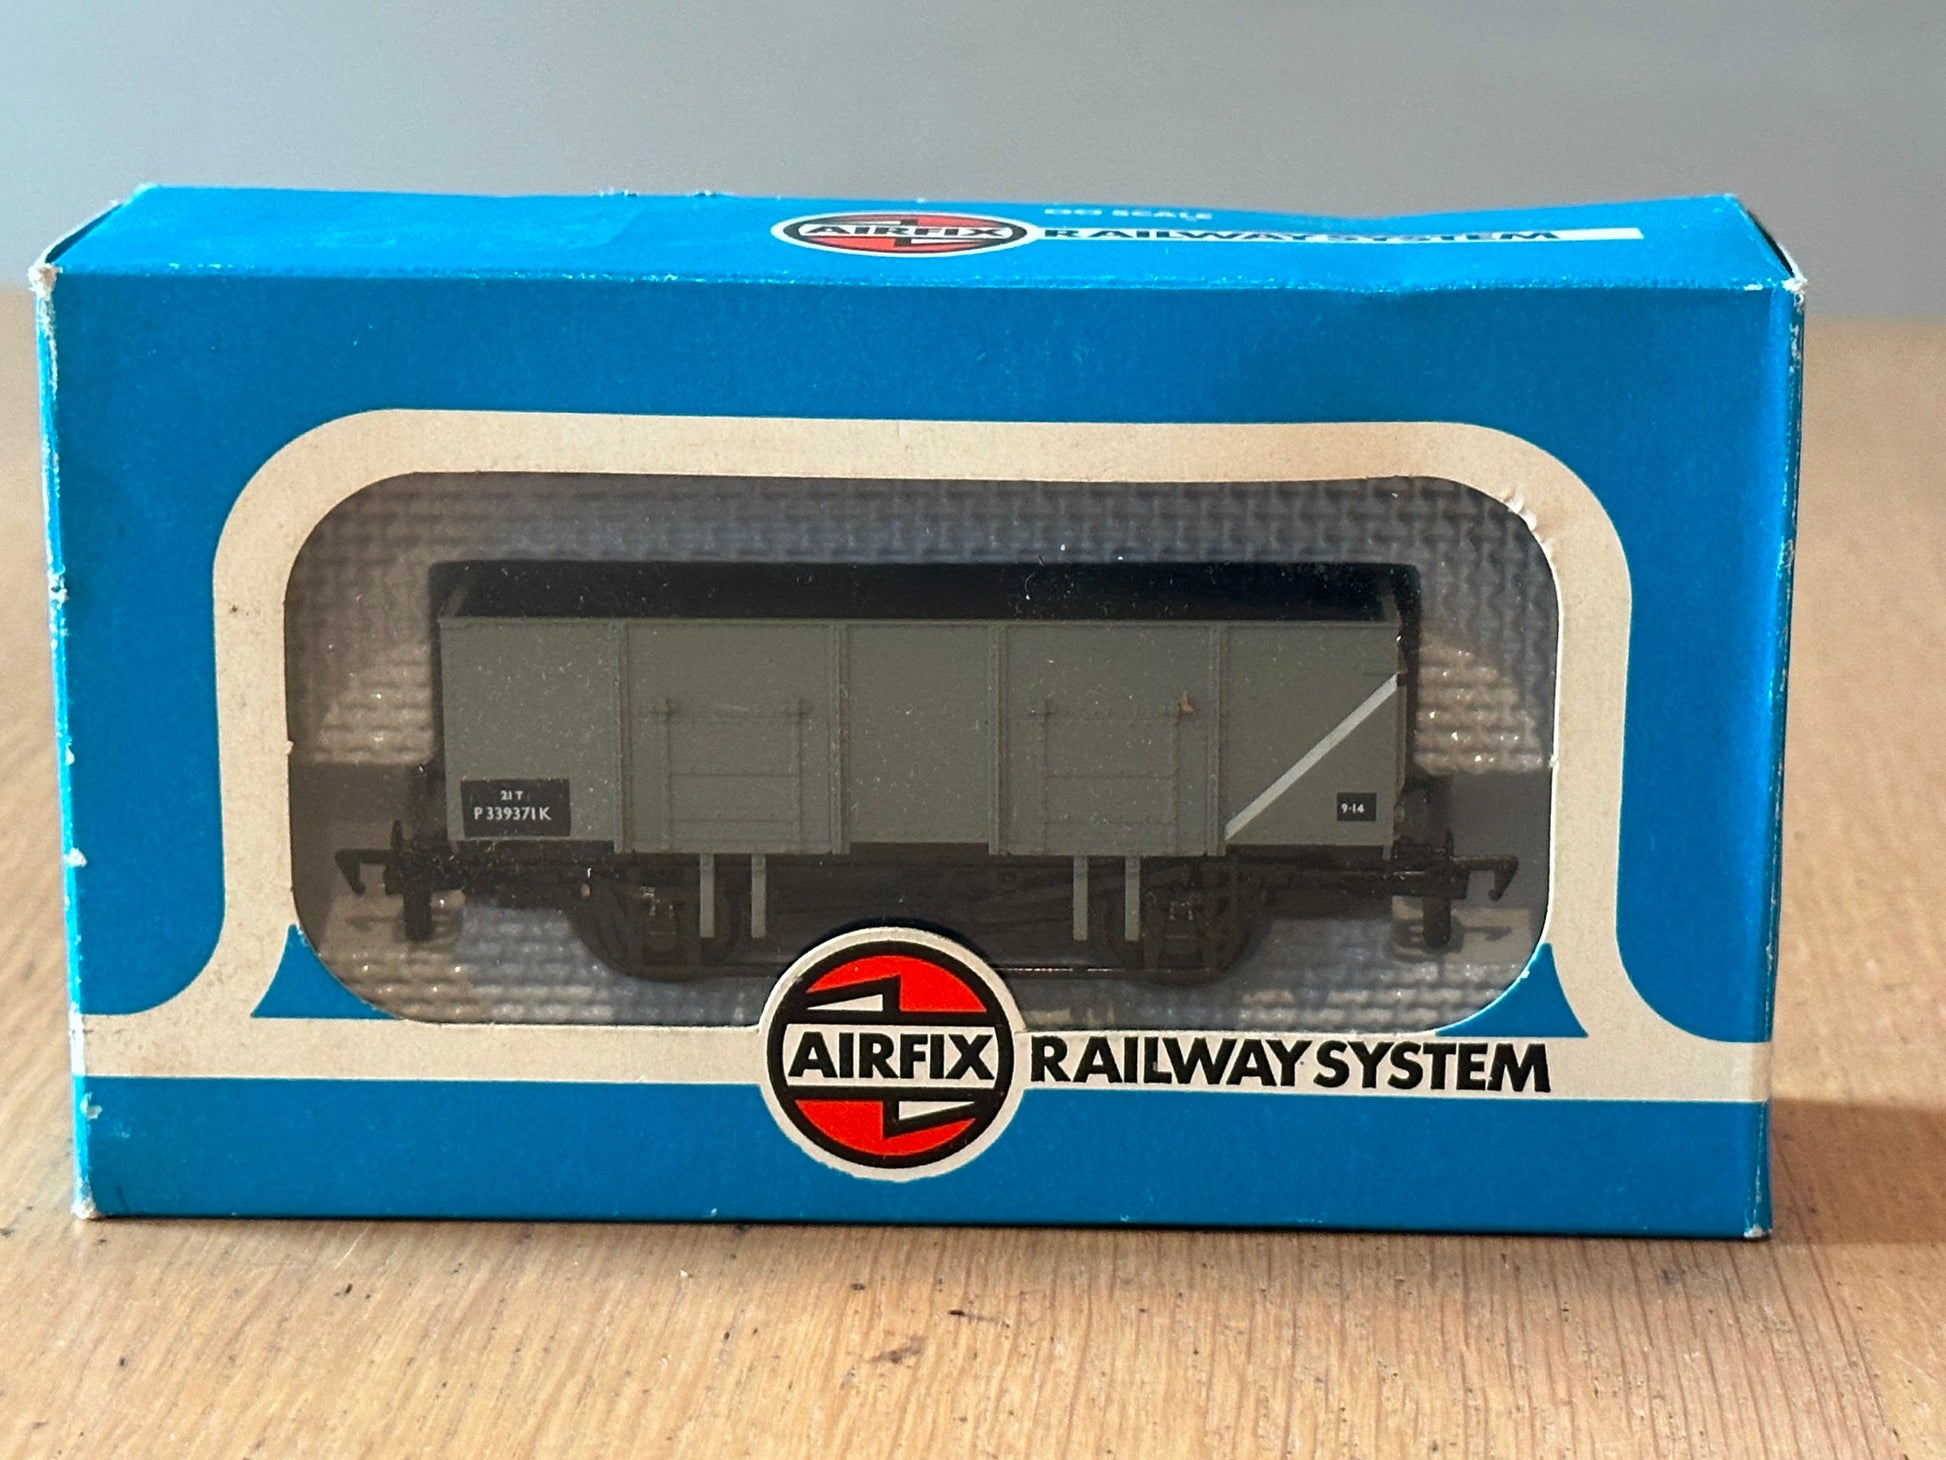 OO SCALE
AIRFIX RAILWAY SYSTEM
21T
P339371K
9-14
AIRFIX RAILWAY SYSTEM